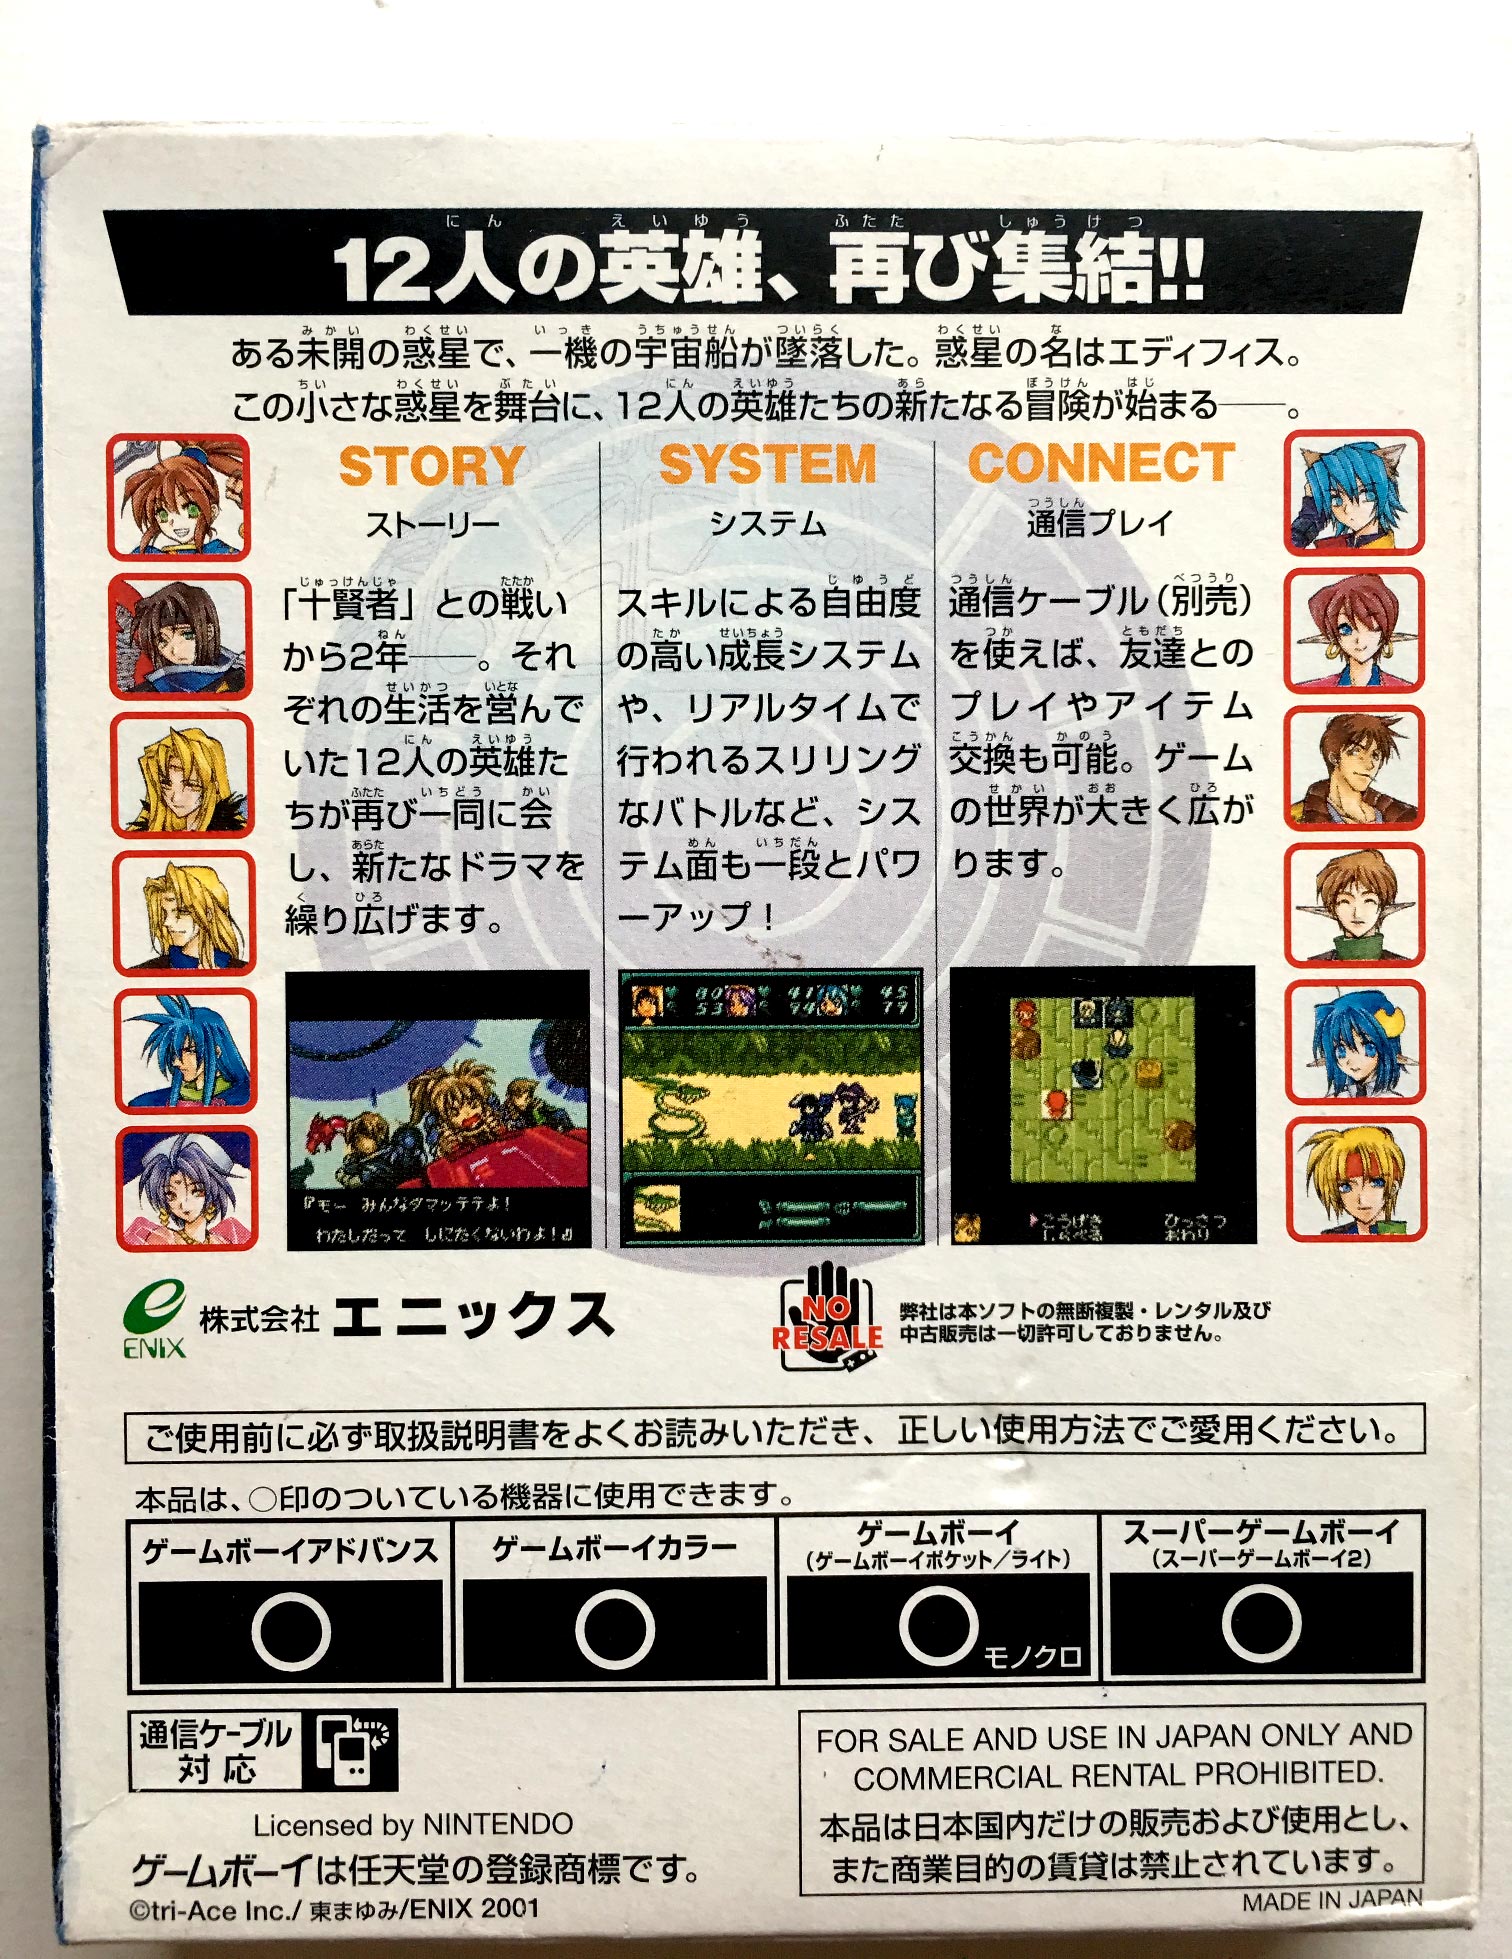 12人の英雄、再び集結!!
ある未開の惑星で、一機の宇宙船が墜落した。惑星の名はエディフィス。
この小さな惑星を舞台に、12人の英雄たちの新たなる冒険が始まる──。
STORY
ストーリー
「十賢者」との戦い
から2年──。それ
ぞれの生活を営んで
いた12人の英雄た
ちが再び一同に会
し、新たなドラマを
繰り広げます。
SYSTEM
システム
スキルによる自由度
の高い成長システム
や、リアルタイムで
行われるスリリング
なバトルなど、シス
テム面も一段とパワ
ーアップ！
CONNECT
通信プレイ
通信ケーブル（別売）
を使えば、友達との
プレイやアイテム
交換も可能。ゲーム
の世界が大きく広が
ります。
『モー みんなダマッテテよ！
わたしだって しにたくないわよ！』
80 41 45
53 94 79
こうげき ひっさつ
しらべる おわり
ENIX
株式会社 エニックス
NO
RESALE
弊社は本ソフトの無断複製・レンタル及び
中古販売は一切許可しておりません。
ご使用前に必ず取扱説明書をよくお読みいただき、正しい使用方法でご愛用ください。
本品は、○印のついている機器に使用できます。
ゲームボーイアドバンス
○
ゲームボーイカラー
○
ゲームボーイ
（ゲームボーイポケット／ライト）
○ モノクロ
スーパーゲームボーイ
（スーパーゲームボーイ2）
○
通信ケーブル
対応
Licensed by NINTENDO
ゲームボーイは任天堂の登録商標です。
©tri-Ace Inc./ 東まゆみ/ENIX 2001
FOR SALE AND USE IN JAPAN ONLY AND
COMMERCIAL RENTAL PROHIBITED.
本品は日本国内だけの販売および使用とし、
また商業目的の賃貸は禁止されています。
MADE IN JAPAN